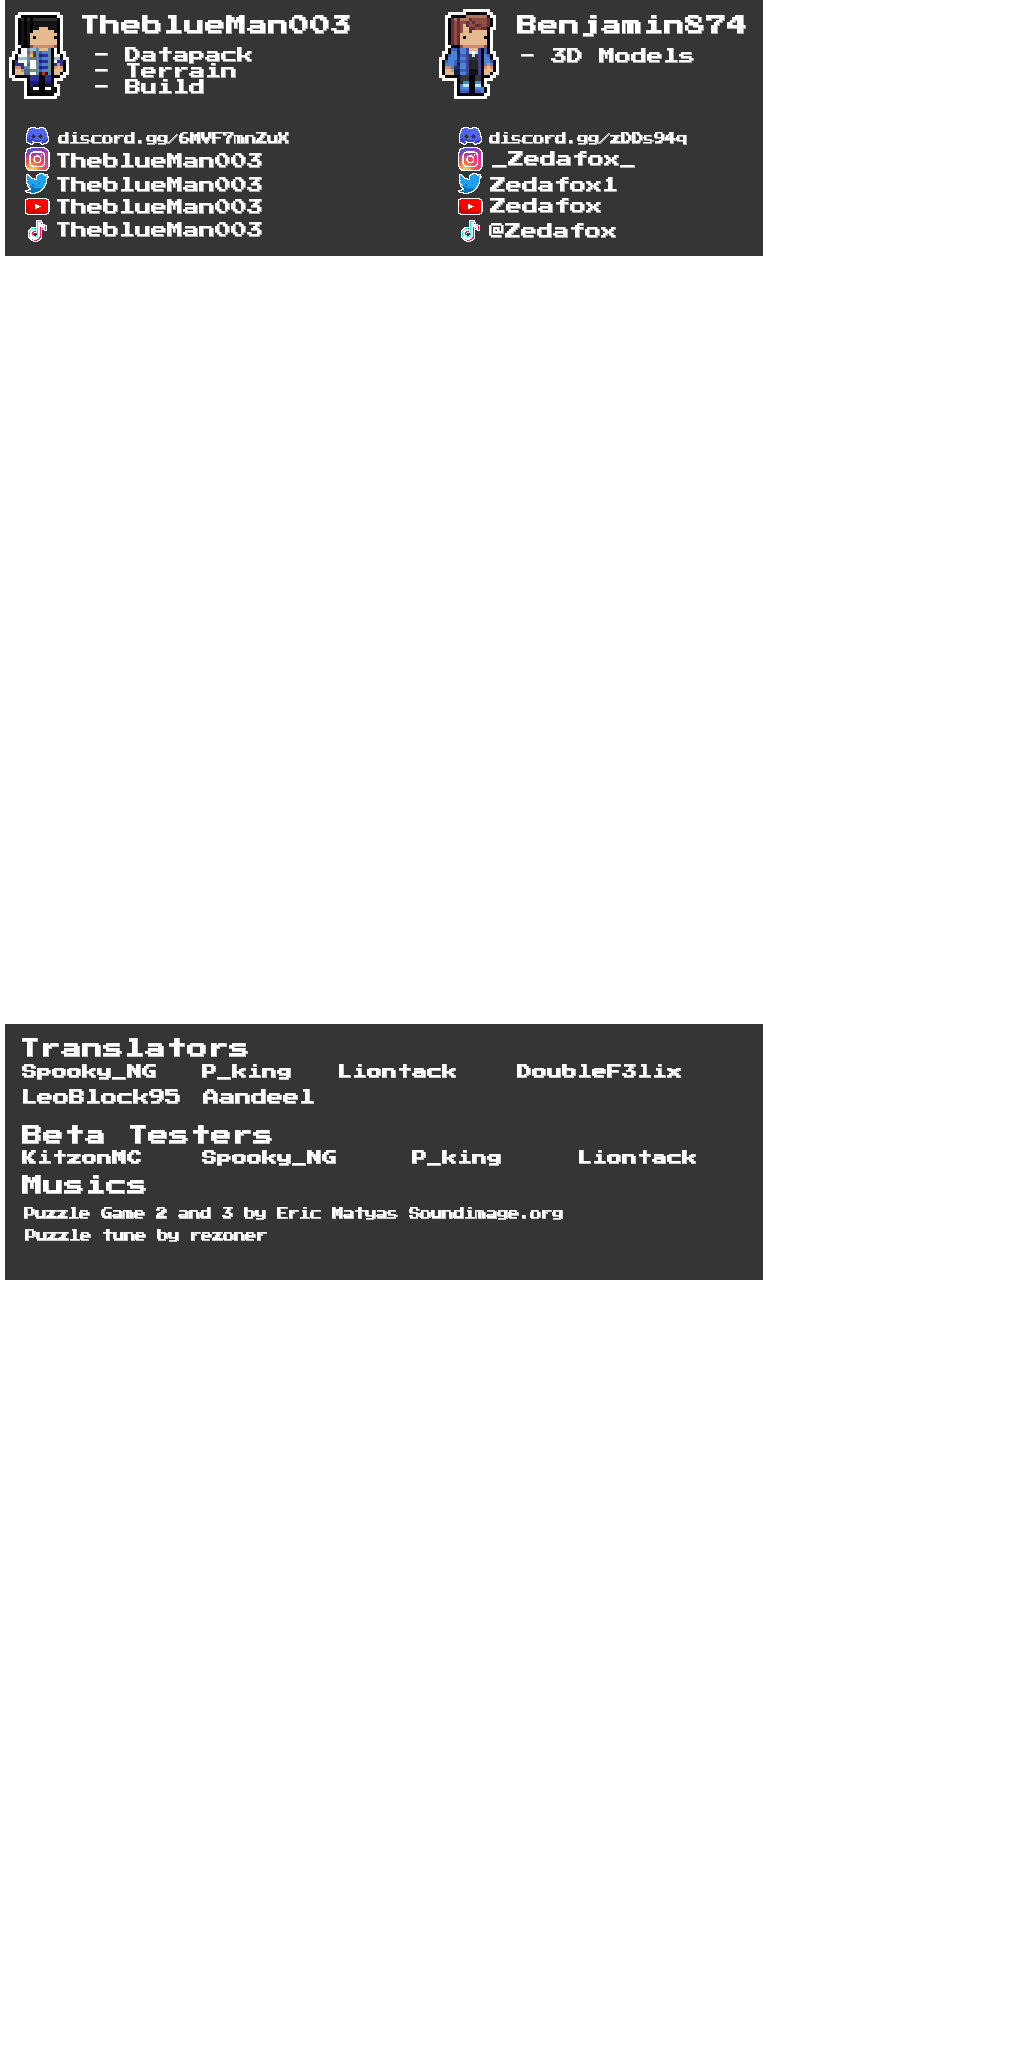 TheblueMan003
- Datapack
- Terrain
- Build
discord.gg/6MVF7mnZuX
TheblueMan003
TheblueMan003
TheblueMan003
TheblueMan003
Benjamin874
- 3D Models
discord.gg/zDDs94q
_Zedafox_
Zedafox1
Zedafox
@Zedafox
Translators
Spooky_NG P_king Liontack DoubleF3lix
LeoBlock95 Aandeel
Beta Testers
KitzonMC Spooky_NG P_king Liontack
Musics
Puzzle Game 2 and 3 by Eric Matyas Soundimage.org
Puzzle tune by rezoner